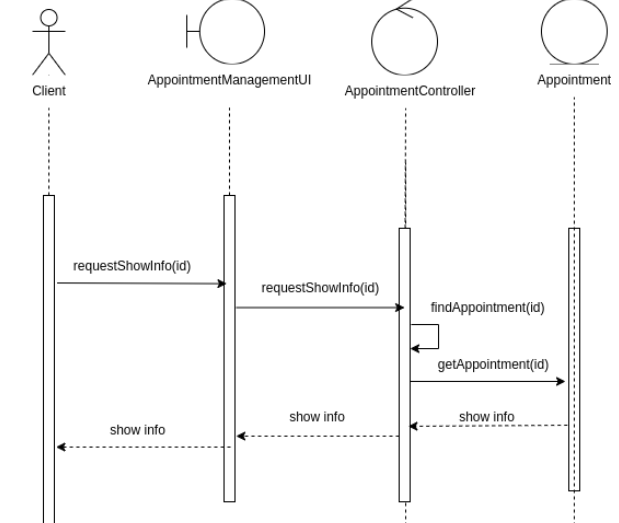 Client
AppointmentManagementUI
AppointmentController
Appointment
requestShowInfo(id)
requestShowInfo(id)
findAppointment(id)
getAppointment(id)
show info
show info
show info